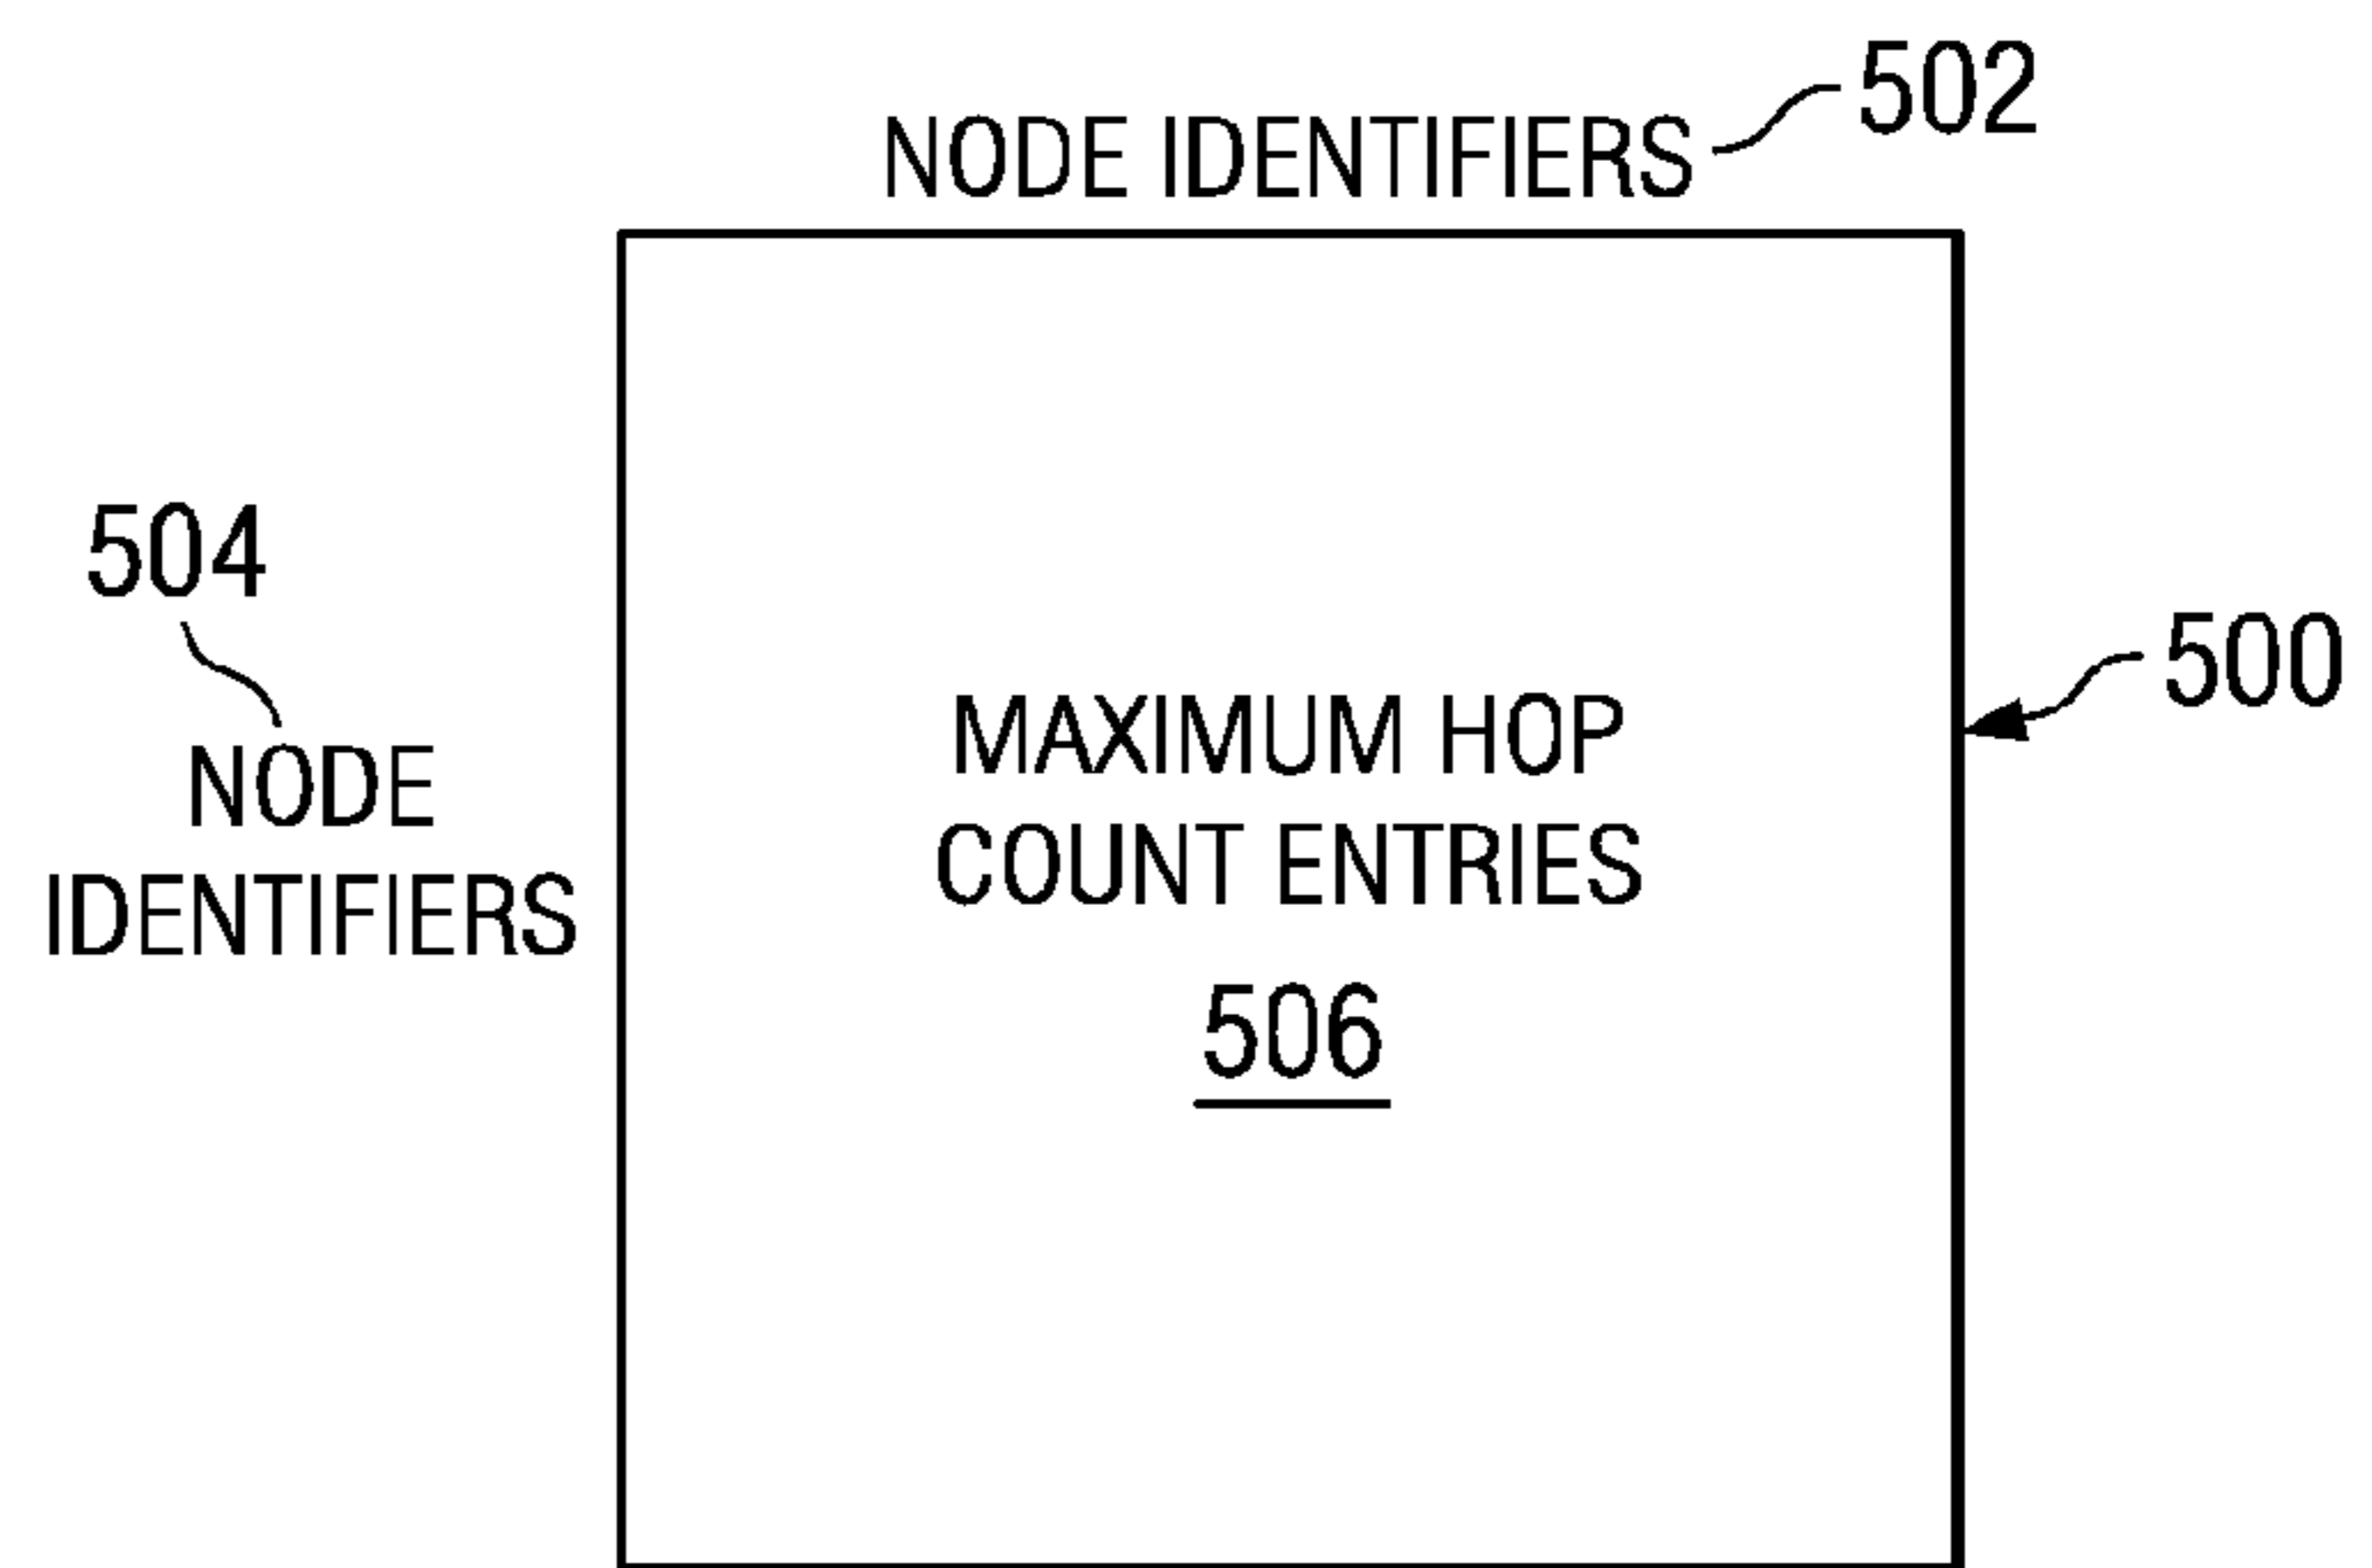 502
NODE IDENTIFIERS
504
NODE
IDENTIFIERS
MAXIMUM HOP
COUNT ENTRIES
506
500